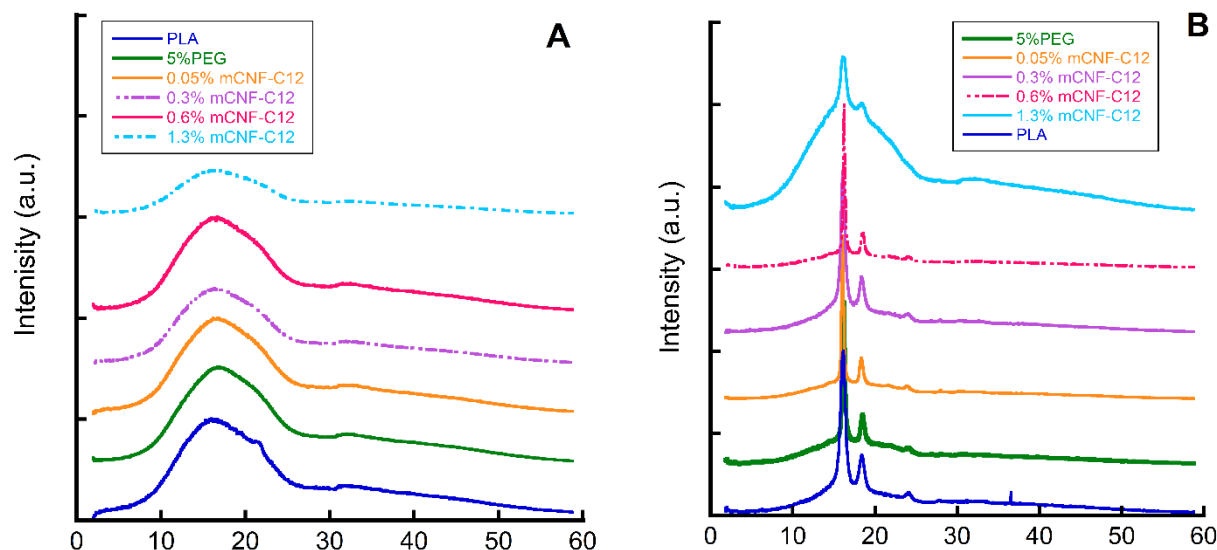 A
PLA
5%PEG
0.05% mCNF-C12
0.3% mCNF-C12
0.6% mCNF-C12
1.3% mCNF-C12
Intenisity (a.u.)
0 10 20 30 40 50 60
B
5%PEG
0.05% mCNF-C12
0.3% mCNF-C12
0.6% mCNF-C12
1.3% mCNF-C12
PLA
Intensity (a.u.)
0 10 20 30 40 50 60